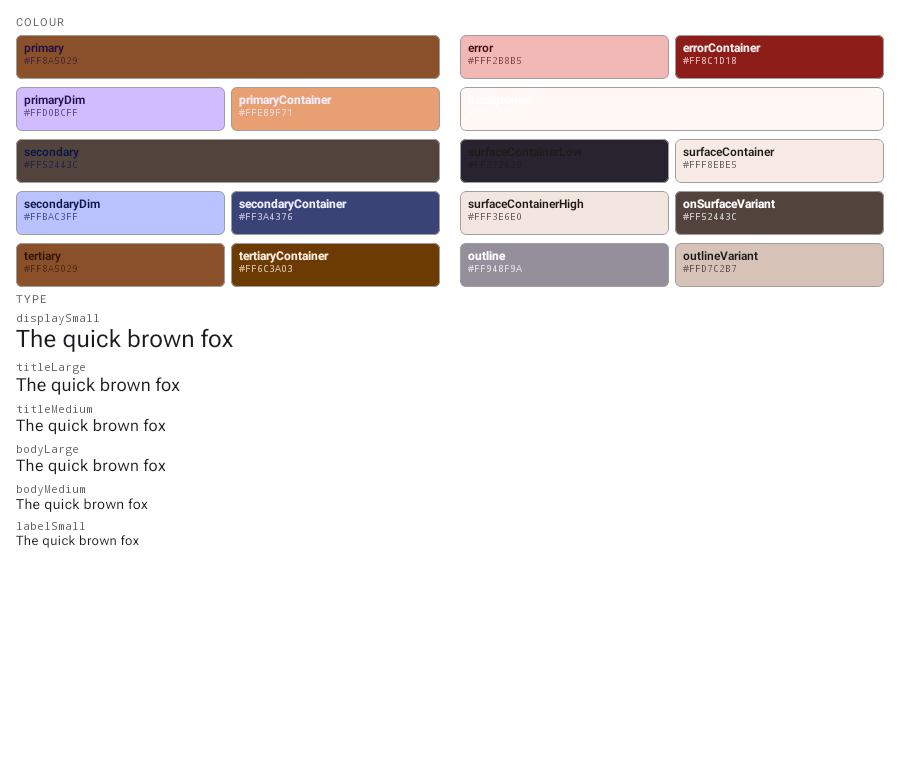 COLOUR
primary
#FF8A5029
primaryDim
#FFD0BCFF
primaryContainer
#FFE89F71
secondary
#FF52443C
secondaryDim
#FFBAC3FF
secondaryContainer
#FF3A4376
tertiary
#FF8A5029
tertiaryContainer
#FF6C3A03
error
#FFF2B8B5
errorContainer
#FF8C1D18
background
surfaceContainerLow
surfaceContainer
#FFF8EBE5
surfaceContainerHigh
#FFF3E6E0
onSurfaceVariant
#FF52443C
outline
#FF948F9A
outlineVariant
#FFD7C2B7
TYPE
displaySmall
The quick brown fox
titleLarge
The quick brown fox
titleMedium
The quick brown fox
bodyLarge
The quick brown fox
bodyMedium
The quick brown fox
labelSmall
The quick brown fox